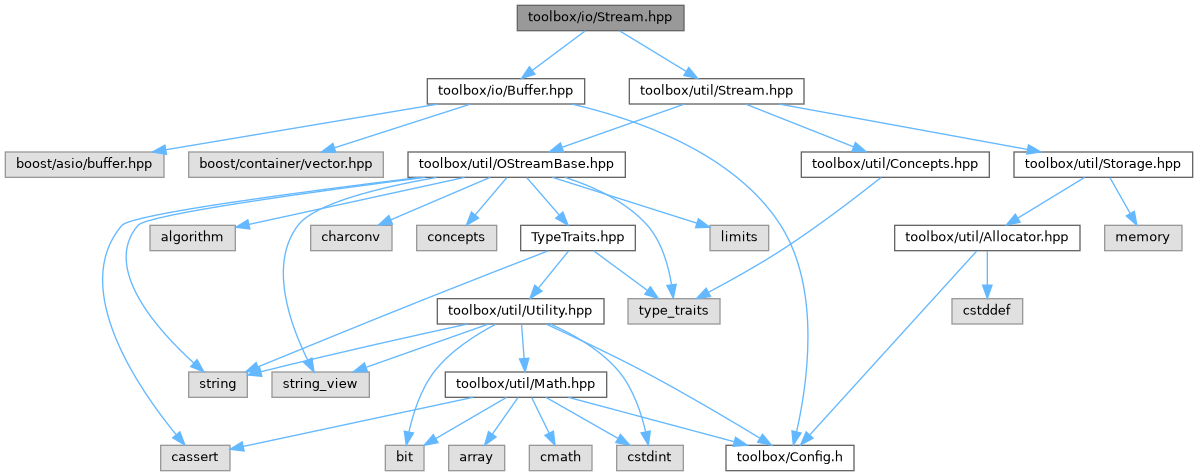 toolbox/io/Stream.hpp
toolbox/io/Buffer.hpp
toolbox/util/Stream.hpp
boost/asio/buffer.hpp
boost/container/vector.hpp
toolbox/util/OStreamBase.hpp
toolbox/util/Concepts.hpp
toolbox/util/Storage.hpp
algorithm
charconv
concepts
TypeTraits.hpp
limits
toolbox/util/Allocator.hpp
memory
toolbox/util/Utility.hpp
type_traits
cstddef
string
string_view
toolbox/util/Math.hpp
cassert
bit
array
cmath
cstdint
toolbox/Config.h